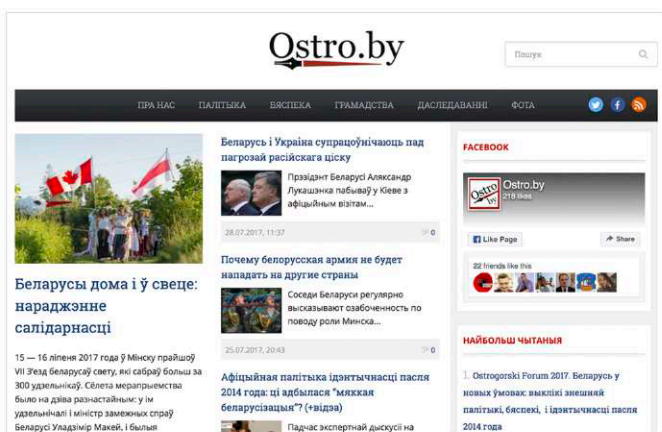 Ostro.by
Пошук
ПРА НАС ПАЛІТЫКА БЯСПЕКА ГРАМАДСТВА ДАСЛЕДАВАННІ ФОТА
Беларусы дома і ў свеце:
нараджэнне
салідарнасці
15 — 16 ліпеня 2017 года ў Мінску прайшоў
VII З'езд беларусаў свету, які сабраў больш за
300 удзельнікаў. Сёлета мерапрыемства
было на дзіва разнастайным: у ім
удзельнічалі і міністр замежных спраў
Беларусі Уладзімір Макей, і былыя
Беларусь і Украіна супрацоўнічаюць пад
пагрозай расійскага ціску
Прэзідэнт Беларусі Аляксандр
Лукашэнка пабываў у Кіеве з
афіцыйным візітам...
28.07.2017, 11:37
0
Почему белорусская армия не будет
нападать на другие страны
Соседи Беларуси регулярно
высказывают озабоченность по
поводу роли Минска...
25.07.2017, 20:43
0
Афіцыйная палітыка ідэнтычнасці пасля
2014 года: ці адбылася "мяккая
беларусізацыя"? (+відэа)
Падчас экспертнай дыскусіі на
FACEBOOK
Ostro
by
Ostro.by
218 likes
Like Page
Share
22 friends like this
НАЙБОЛЬШ ЧЫТАНЫЯ
1. Ostrogorski Forum 2017. Беларусь у
новых ўмовах: выклікі знешняй
палітыкі, бяспекі, і ідэнтычнасці пасля
2014 года